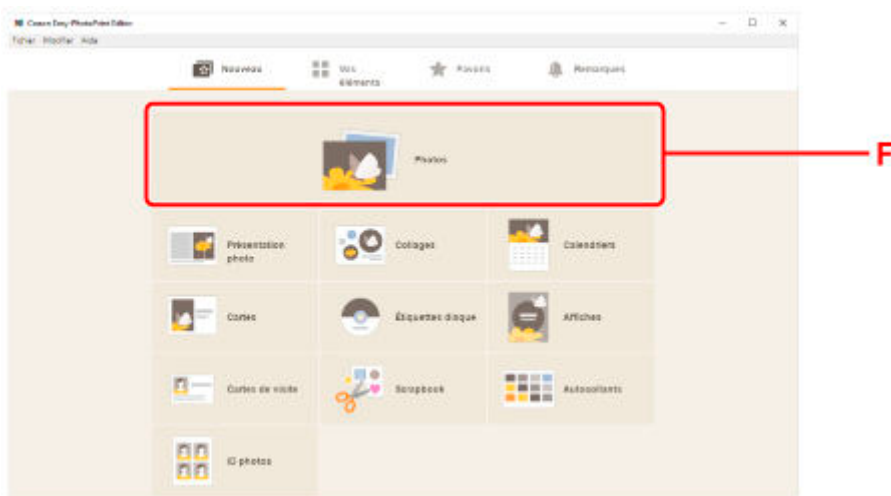 Canon Easy-PhotoPrint Editor
Fichier Modifier Aide
Nouveau
Vos
éléments
Favoris
Remarques
Photos
F
Présentation
photo
Collages
Calendriers
Cartes
Étiquettes disque
Affiches
Cartes de visite
Scrapbook
Autocollants
ID photos